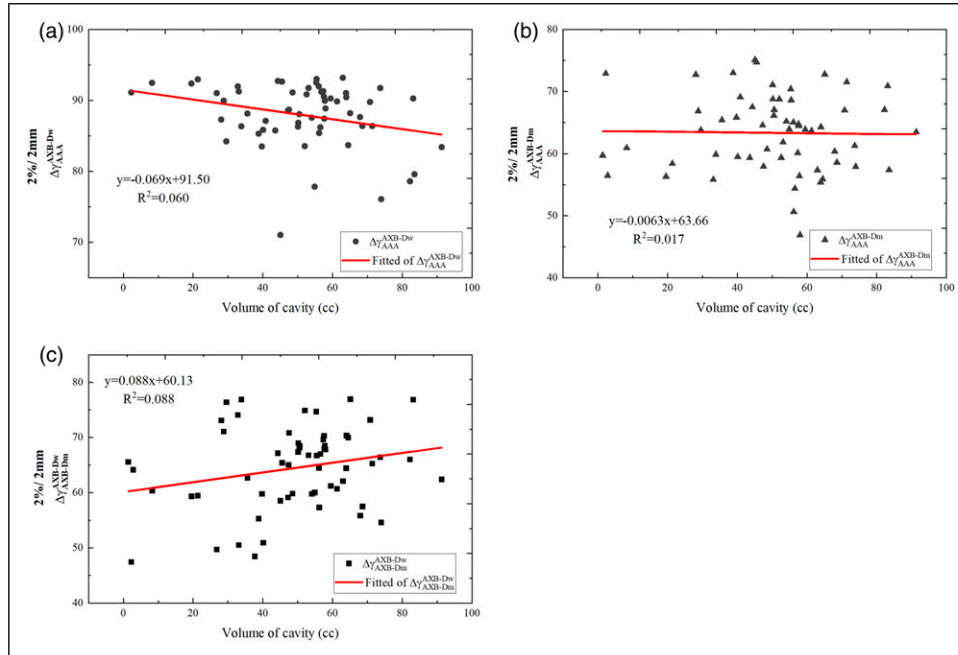 (a)
100
90
80
70
2%/ 2mm
Δγ AXB-Dw AAA
y=-0.069x+91.50
R²=0.060
Δγ AXB-Dw AAA
Fitted of Δγ AXB-Dw AAA
0 20 40 60 80 100
Volume of cavity (cc)
(b)
80
70
60
50
40
2%/ 2mm
Δγ AXB-Dm AAA
y=-0.0063x+63.66
R²=0.017
Δγ AXB-Dm AAA
Fitted of Δγ AXB-Dm AAA
0 20 40 60 80 100
Volume of cavity (cc)
(c)
80
70
60
50
40
2%/ 2mm
Δγ AXB-Dw AXB-Dm
y=0.088x+60.13
R²=0.088
Δγ AXB-Dw AXB-Dm
Fitted of Δγ AXB-Dw AXB-Dm
0 20 40 60 80 100
Volume of cavity (cc)